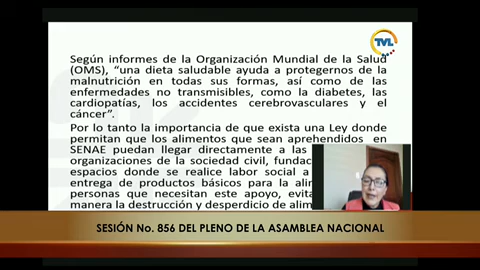 TVL
Según informes de la Organización Mundial de la Salud
(OMS), “una dieta saludable ayuda a protegernos de la
malnutrición en todas sus formas, así como de las
enfermedades no transmisibles, como la diabetes, las
cardiopatías, los accidentes cerebrovasculares y el
cáncer”.
Por lo tanto la importancia de que exista una Ley donde
permitan que los alimentos que sean aprehendidos en
SENAE puedan llegar directamente a las
organizaciones de la sociedad civil,
espacios donde se realice labor social a
entrega de productos básicos para la
personas que necesitan este apoyo,
manera la destrucción y desperdicio de
SESIÓN No. 856 DEL PLENO DE LA ASAMBLEA NACIONAL